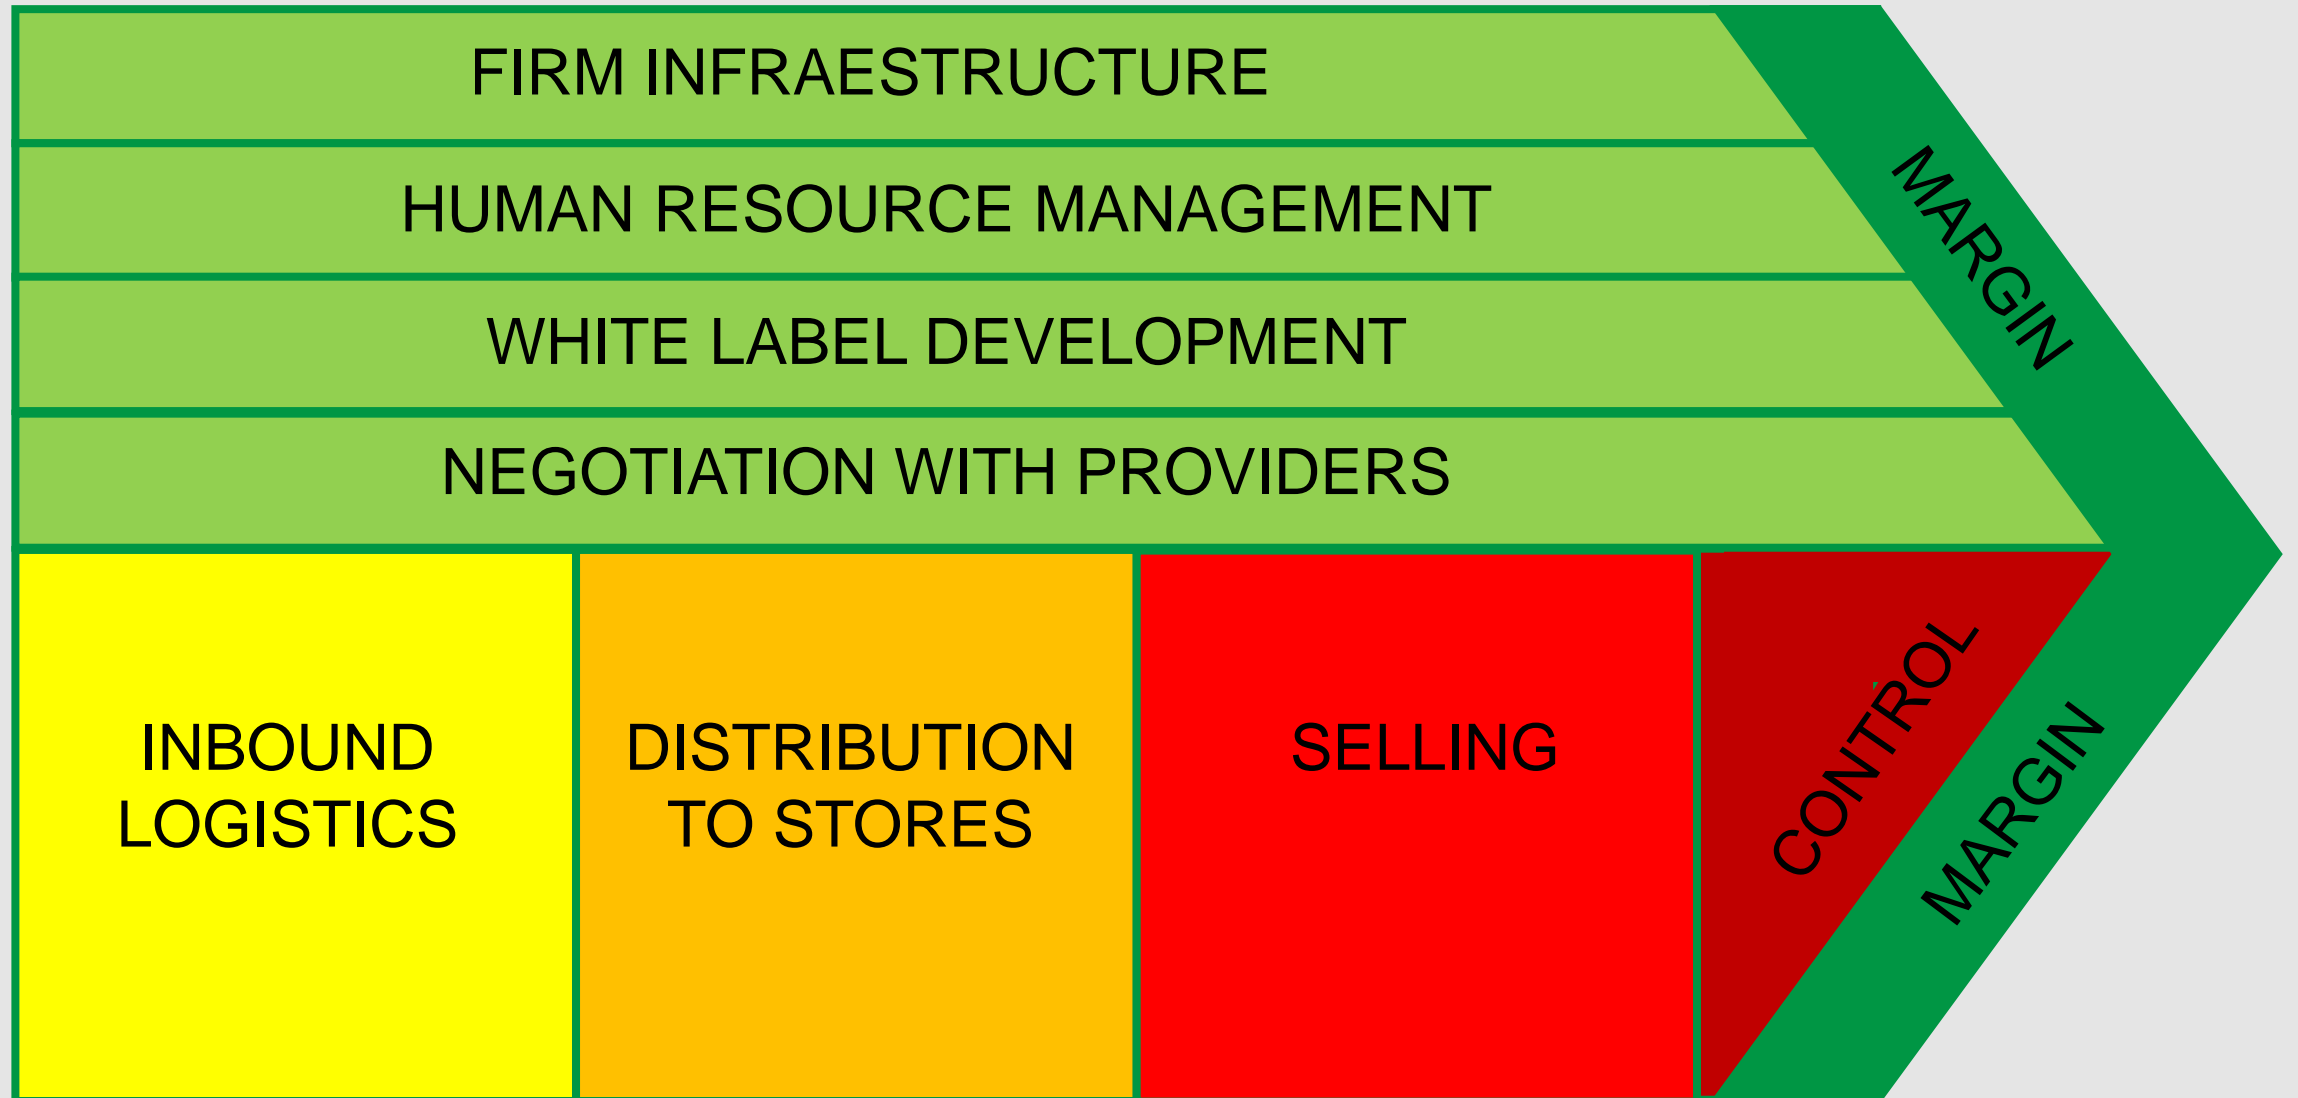 FIRM INFRAESTRUCTURE
HUMAN RESOURCE MANAGEMENT
WHITE LABEL DEVELOPMENT
NEGOTIATION WITH PROVIDERS
MARGIN
INBOUND
LOGISTICS
DISTRIBUTION
TO STORES
SELLING
CONTROL
MARGIN